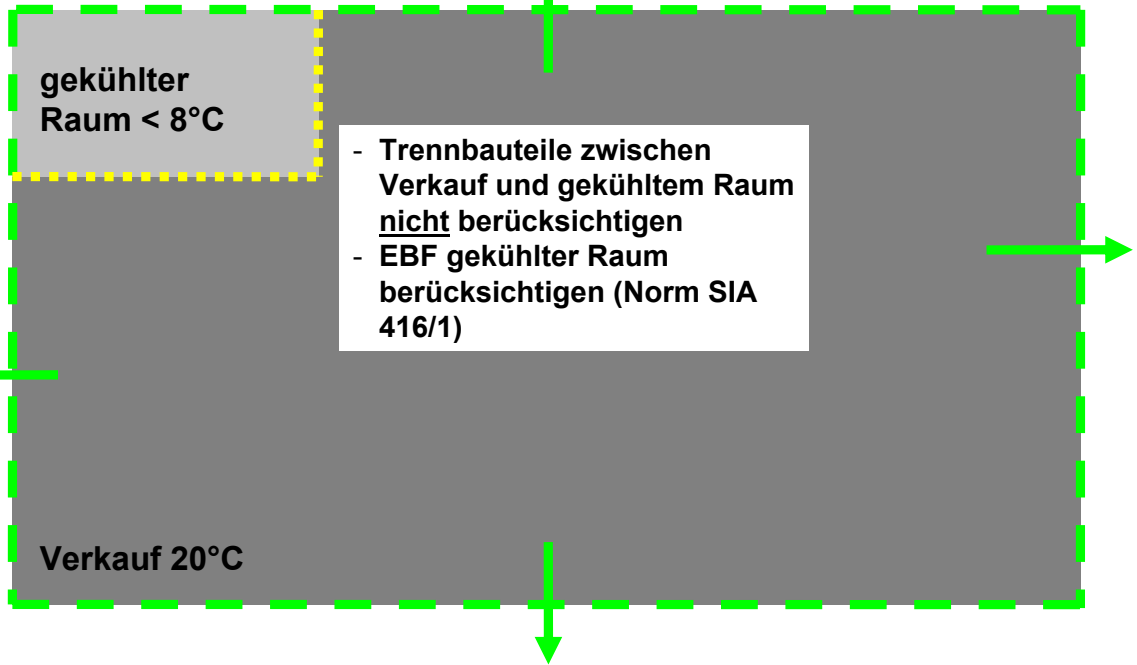 gekühlter
Raum < 8°C
- Trennbauteile zwischen
Verkauf und gekühltem Raum
nicht berücksichtigen
- EBF gekühlter Raum
berücksichtigen (Norm SIA
416/1)
Verkauf 20°C